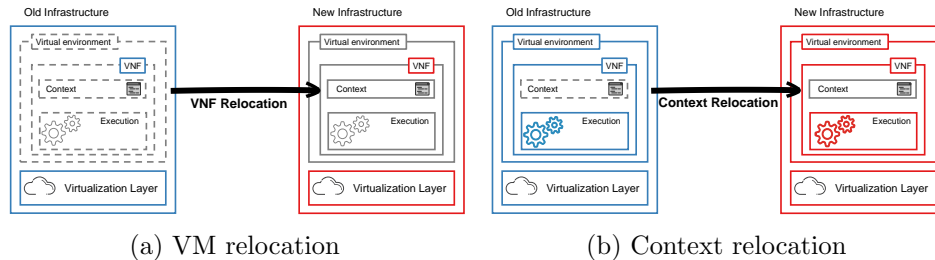 Old Infrastructure
New Infrastructure
Virtual environment
Virtual environment
VNF
VNF
Context
Context
VNF Relocation
Execution
Execution
Virtualization Layer
Virtualization Layer
(a) VM relocation
Old Infrastructure
New Infrastructure
Virtual environment
Virtual environment
VNF
VNF
Context
Context
Context Relocation
Execution
Execution
Virtualization Layer
Virtualization Layer
(b) Context relocation